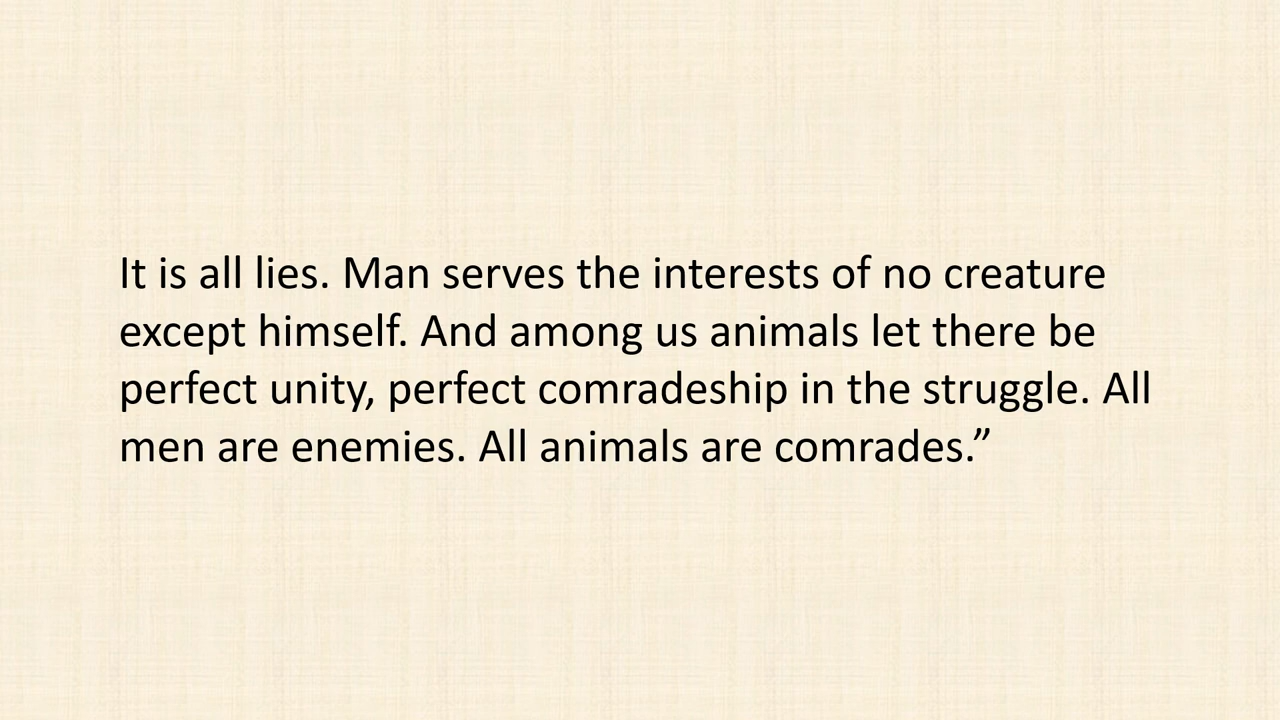 It is all lies. Man serves the interests of no creature
except himself. And among us animals let there be
perfect unity, perfect comradeship in the struggle. All
men are enemies. All animals are comrades.”